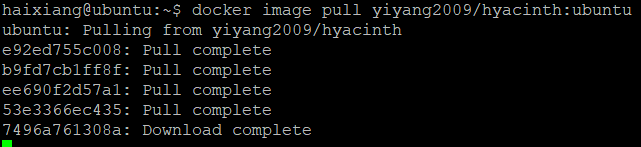 haixiang@ubuntu:~$ docker image pull yiyang2009/hyacinth:ubuntu
ubuntu: Pulling from yiyang2009/hyacinth
e92ed755c008: Pull complete
b9fd7cb1ff8f: Pull complete
ee690f2d57a1: Pull complete
53e3366ec435: Pull complete
7496a761308a: Download complete